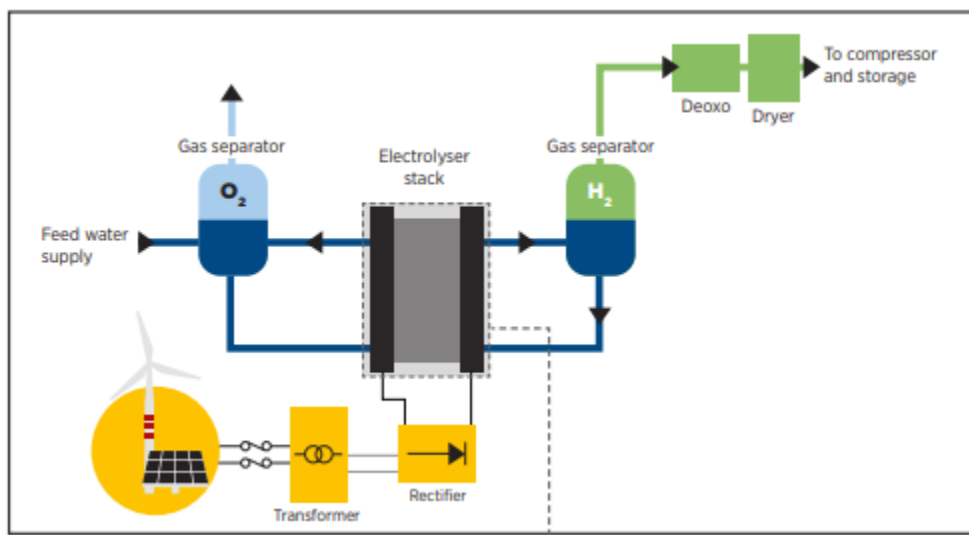 To compressor
and storage
Deoxo
Dryer
Gas separator
Electrolyser
stack
Gas separator
O2
H2
Feed water
supply
Rectifier
Transformer